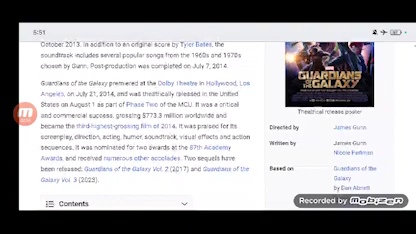 5:51
October 2013. In addition to an original score by Tyler Bates, the
soundtrack includes several popular songs from the 1960s and 1970s
chosen by Gunn. Post-production was completed on July 7, 2014.
Guardians of the Galaxy premiered at the Dolby Theatre in Hollywood, Los
Angeles, on July 21, 2014, and was theatrically released in the United
States on August 1 as part of Phase Two of the MCU. It was a critical
and commercial success, grossing $773.3 million worldwide and
became the third-highest-grossing film of 2014. It was praised for its
screenplay, direction, acting, humor, soundtrack, visual effects and action
sequences. It was nominated for two awards at the 87th Academy
Awards, and received numerous other accolades. Two sequels have
been released; Guardians of the Galaxy Vol. 2 (2017) and Guardians of the
Galaxy Vol. 3 (2023).
Contents
GUARDIANS
OF THE GALAXY
Theatrical release poster
Directed by James Gunn
Written by James Gunn
Nicole Perlman
Based on Guardians of the
Galaxy
by Dan Abnett
Recorded by mobizen